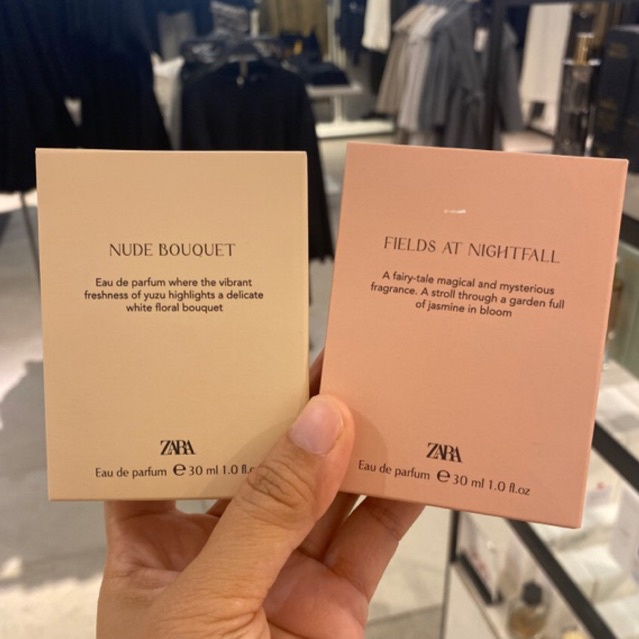 NUDE BOUQUET
Eau de parfum where the vibrant
freshness of yuzu highlights a delicate
white floral bouquet
ZARA
Eau de parfum e 30 ml 1.0 fl.
FIELDS AT NIGHTFALL
A fairy-tale magical and mysterious
fragrance. A stroll through a garden full
of jasmine in bloom
ZARA
Eau de parfum e 30 ml 1.0 fl.oz